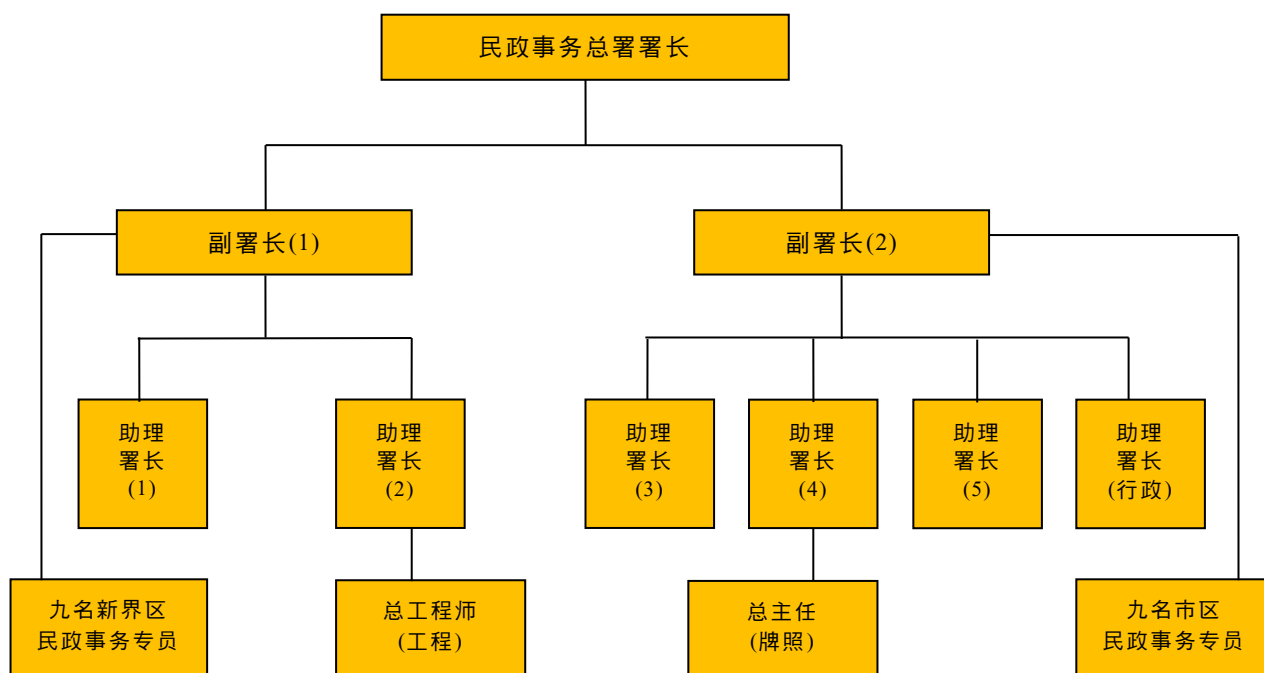 民政事务总署署长
副署长(1)
副署长(2)
助理
署长
(1)
助理
署长
(2)
助理
署长
(3)
助理
署长
(4)
助理
署长
(5)
助理
署长
(行政)
九名新界区
民政事务专员
总工程师
(工程)
总主任
(牌照)
九名市区
民政事务专员